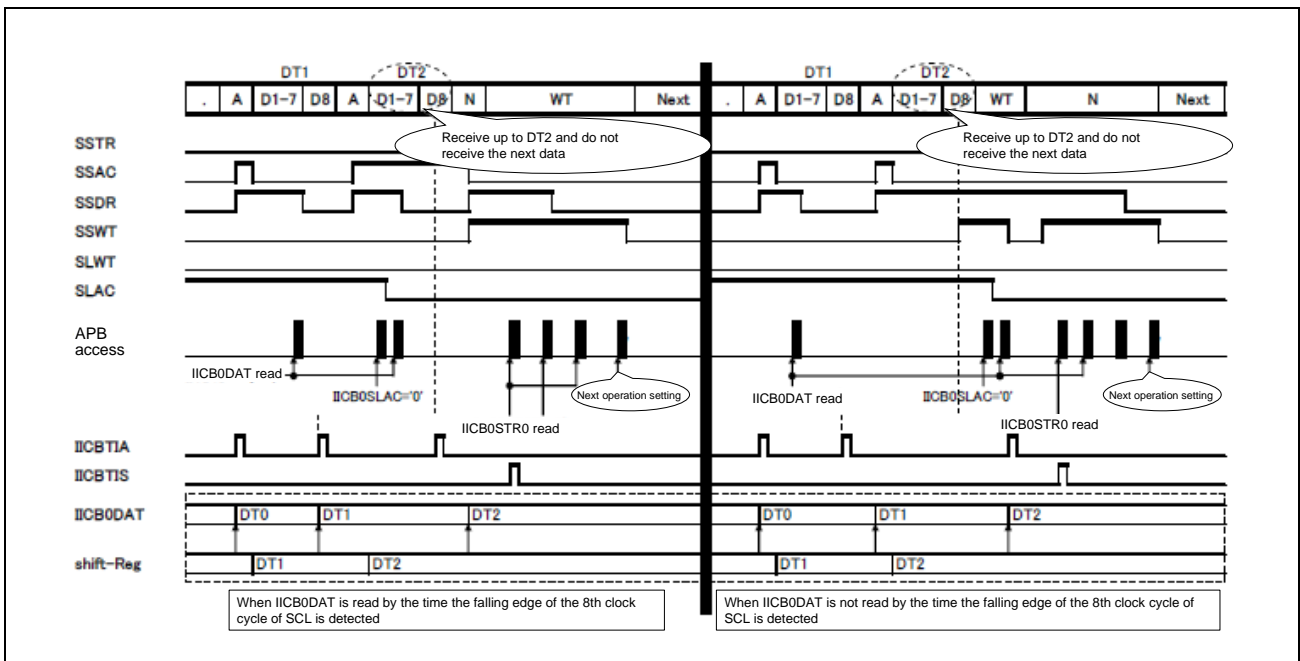 DT1 DT2 DT1 DT2
. A D1-7 D8 A D1-7 D8 N WT Next . A D1-7 D8 A D1-7 D8 WT N Next
Receive up to DT2 and do not
receive the next data
Receive up to DT2 and do not
receive the next data
SSTR
SSAC
SSDR
SSWT
SLWT
SLAC
APB
access
IICB0DAT read
IICB0SLAC='0'
IICB0STR0 read
Next operation setting
IICB0DAT read
IICB0SLAC='0'
IICB0STR0 read
Next operation setting
IICBTIA
IICBTIS
IICB0DAT DT0 DT1 DT2 DT0 DT1 DT2
shift-Reg DT1 DT2 DT1 DT2
When IICB0DAT is read by the time the falling edge of the 8th clock
cycle of SCL is detected
When IICB0DAT is not read by the time the falling edge of the 8th clock cycle of
SCL is detected